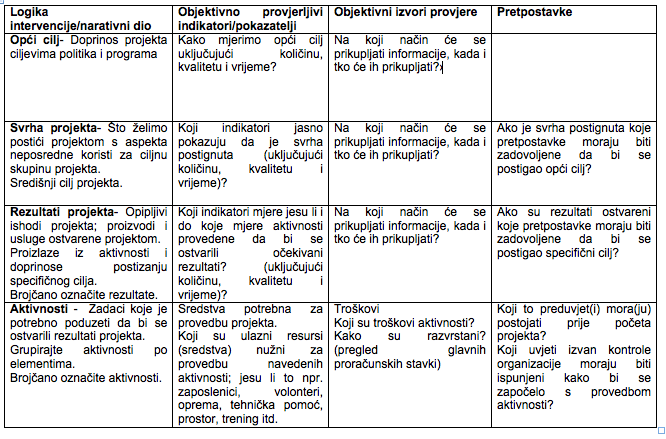 Logika
intervencije/narativni dio
Objektivno provjerljivi
indikatori/pokazatelji
Objektivni izvori provjere
Pretpostavke
Opći cilj- Doprinos projekta
ciljevima politika i programa
Kako mjerimo opći cilj
uključujući količinu,
kvalitetu i vrijeme?
Na koji način će se
prikupljati informacije, kada i
tko će ih prikupljati?
Svrha projekta- Što želimo
postići projektom s aspekta
neposredne koristi za ciljnu
skupinu projekta.
Središnji cilj projekta.
Koji indikatori jasno
pokazuju da je svrha
postignuta (uključujući
količinu, kvalitetu i
vrijeme)?
Na koji način će se
prikupljati informacije, kada i
tko će ih prikupljati?
Ako je svrha postignuta koje
pretpostavke moraju biti
zadovoljene da bi se
postigao opći cilj?
Rezultati projekta- Opipljivi
ishodi projekta; proizvodi i
usluge ostvarene projektom.
Proizlaze iz aktivnosti i
doprinose postizanju
specifičnog cilja.
Brojčano označite rezultate.
Koji indikatori mjere jesu li i
do koje mjere aktivnosti
provedene da bi se
ostvarili očekivani
rezultati? (uključujući
količinu, kvalitetu i
vrijeme)?
Na koji način će se
prikupljati informacije, kada i
tko će ih prikupljati?
Ako su rezultati ostvareni
koje pretpostavke moraju biti
zadovoljene da bi se
postigao specifični cilj?
Aktivnosti - Zadaci koje je
potrebno poduzeti da bi se
ostvarili rezultati projekta.
Grupirajte aktivnosti po
elementima.
Brojčano označite aktivnosti.
Sredstva potrebna za
provedbu projekta.
Koji su ulazni resursi
(sredstva) nužni za
provedbu navedenih
aktivnosti; jesu li to npr.
zaposlenici, volonteri,
oprema, tehnička pomoć,
prostor, trening itd.
Troškovi
Koji su troškovi aktivnosti?
Kako su razvrstani?
(pregled glavnih
proračunskih stavki)
Koji to preduvjet(i) mora(ju)
postojati prije početa
projekta?
Koji uvjeti izvan kontrole
organizacije moraju biti
ispunjeni kako bi se
započelo s provedbom
aktivnosti?